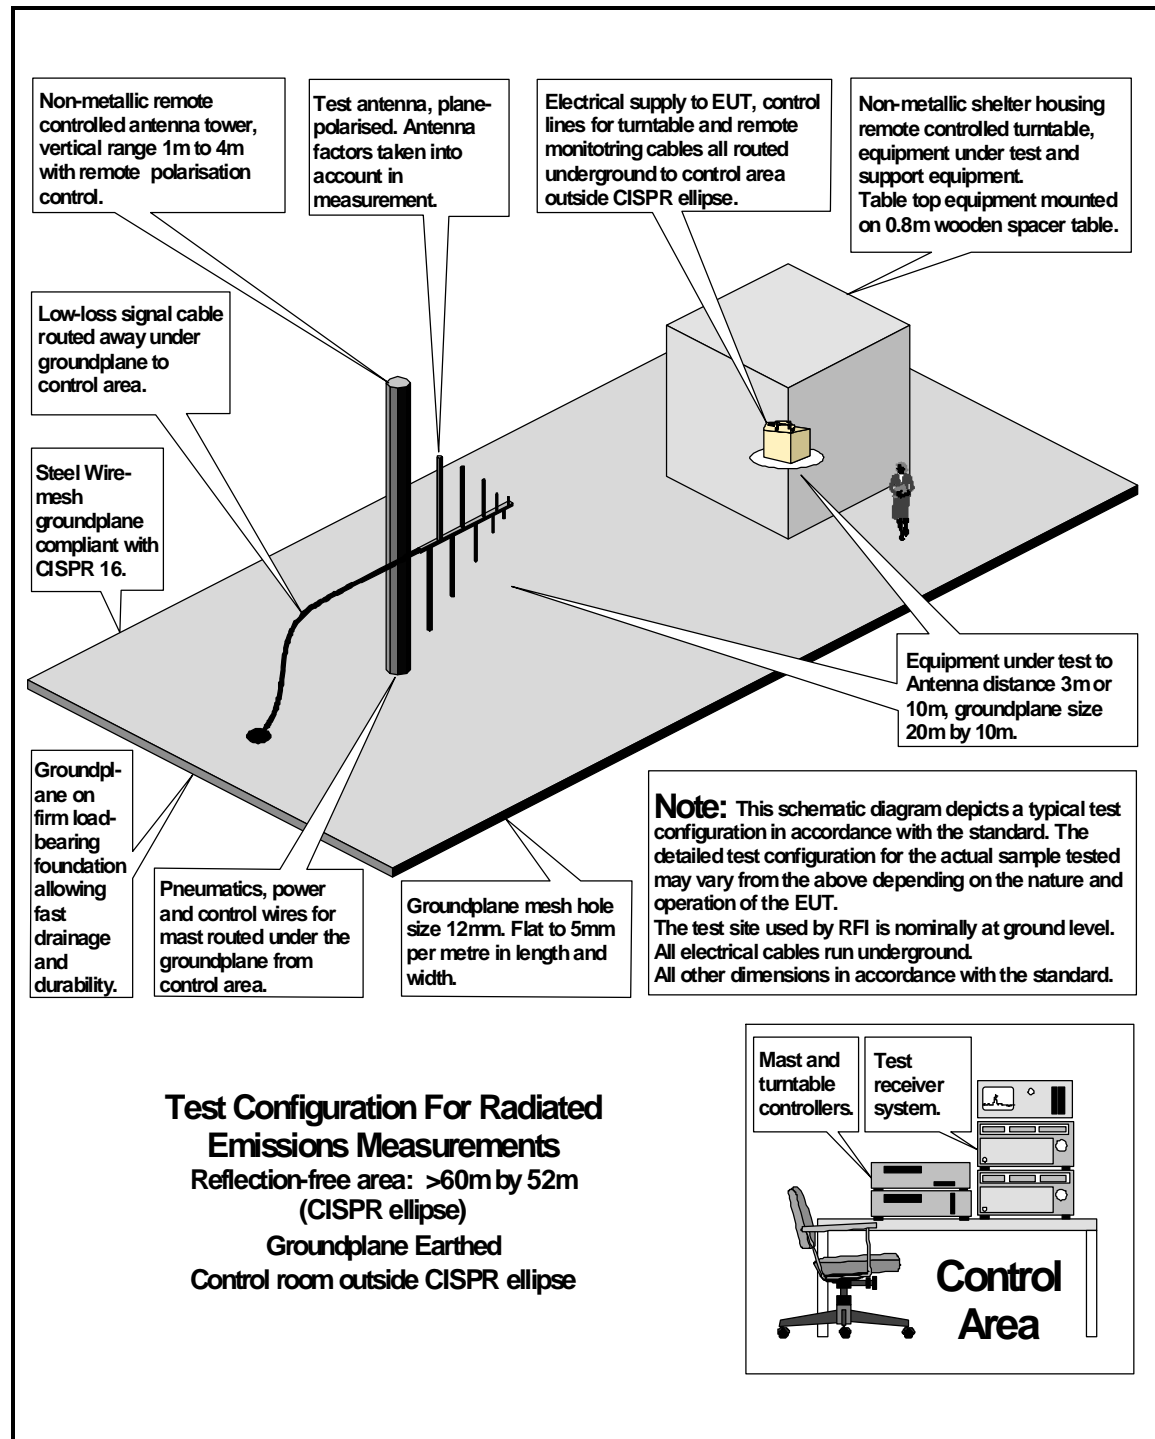 Non-metallic remote
controlled antenna tower,
vertical range 1m to 4m
with remote polarisation
control.
Test antenna, plane-
polarised. Antenna
factors taken into
account in
measurement.
Electrical supply to EUT, control
lines for turntable and remote
monitotring cables all routed
underground to control area
outside CISPR ellipse.
Non-metallic shelter housing
remote controlled turntable,
equipment under test and
support equipment.
Table top equipment mounted
on 0.8m wooden spacer table.
Low-loss signal cable
routed away under
groundplane to
control area.
Steel Wire-
mesh
groundplane
compliant with
CISPR 16.
Equipment under test to
Antenna distance 3m or
10m, groundplane size
20m by 10m.
Groundpl-
ane on
firm load-
bearing
foundation
allowing
fast
drainage
and
durability.
Pneumatics, power
and control wires for
mast routed under the
groundplane from
control area.
Groundplane mesh hole
size 12mm. Flat to 5mm
per metre in length and
width.
Note: This schematic diagram depicts a typical test
configuration in accordance with the standard. The
detailed test configuration for the actual sample tested
may vary from the above depending on the nature and
operation of the EUT.
The test site used by RFI is nominally at ground level.
All electrical cables run underground.
All other dimensions in accordance with the standard.
Test Configuration For Radiated
Emissions Measurements
Reflection-free area: >60m by 52m
(CISPR ellipse)
Groundplane Earthed
Control room outside CISPR ellipse
Mast and
turntable
controllers.
Test
receiver
system.
Control
Area